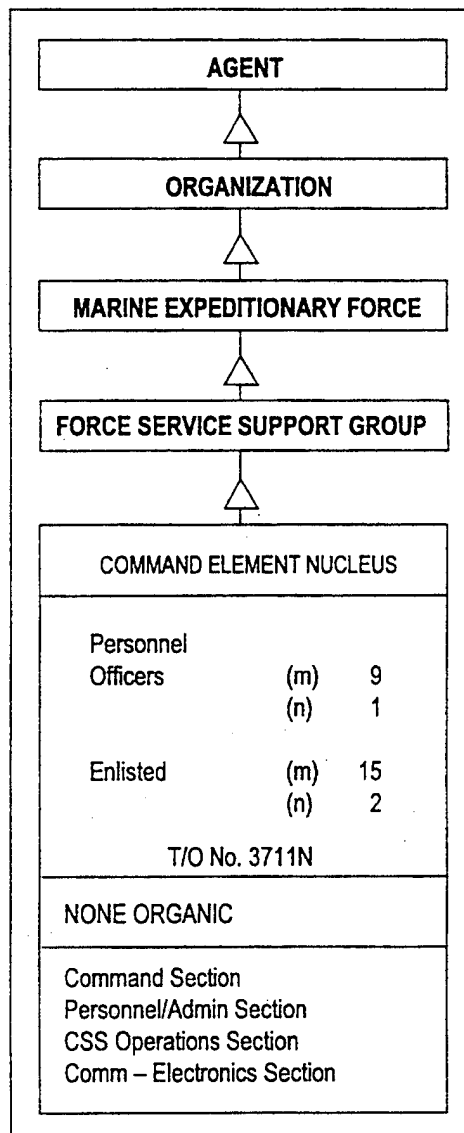 AGENT
ORGANIZATION
MARINE EXPEDITIONARY FORCE
FORCE SERVICE SUPPORT GROUP
COMMAND ELEMENT NUCLEUS
Personnel
Officers (m) 9
(n) 1
Enlisted (m) 15
(n) 2
T/O No. 3711N
NONE ORGANIC
Command Section
Personnel/Admin Section
CSS Operations Section
Comm – Electronics Section